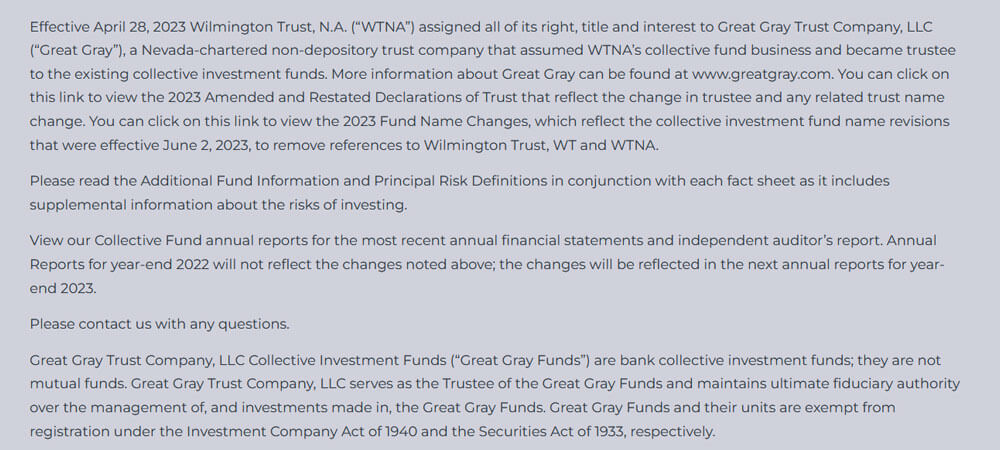 Effective April 28, 2023 Wilmington Trust, N.A. (“WTNA”) assigned all of its right, title and interest to Great Gray Trust Company, LLC
(“Great Gray”), a Nevada-chartered non-depository trust company that assumed WTNA’s collective fund business and became trustee
to the existing collective investment funds. More information about Great Gray can be found at www.greatgray.com. You can click on
this link to view the 2023 Amended and Restated Declarations of Trust that reflect the change in trustee and any related trust name
change. You can click on this link to view the 2023 Fund Name Changes, which reflect the collective investment fund name revisions
that were effective June 2, 2023, to remove references to Wilmington Trust, WT and WTNA.
Please read the Additional Fund Information and Principal Risk Definitions in conjunction with each fact sheet as it includes
supplemental information about the risks of investing.
View our Collective Fund annual reports for the most recent annual financial statements and independent auditor’s report. Annual
Reports for year-end 2022 will not reflect the changes noted above; the changes will be reflected in the next annual reports for year-
end 2023.
Please contact us with any questions.
Great Gray Trust Company, LLC Collective Investment Funds (“Great Gray Funds”) are bank collective investment funds; they are not
mutual funds. Great Gray Trust Company, LLC serves as the Trustee of the Great Gray Funds and maintains ultimate fiduciary authority
over the management of, and investments made in, the Great Gray Funds. Great Gray Funds and their units are exempt from
registration under the Investment Company Act of 1940 and the Securities Act of 1933, respectively.